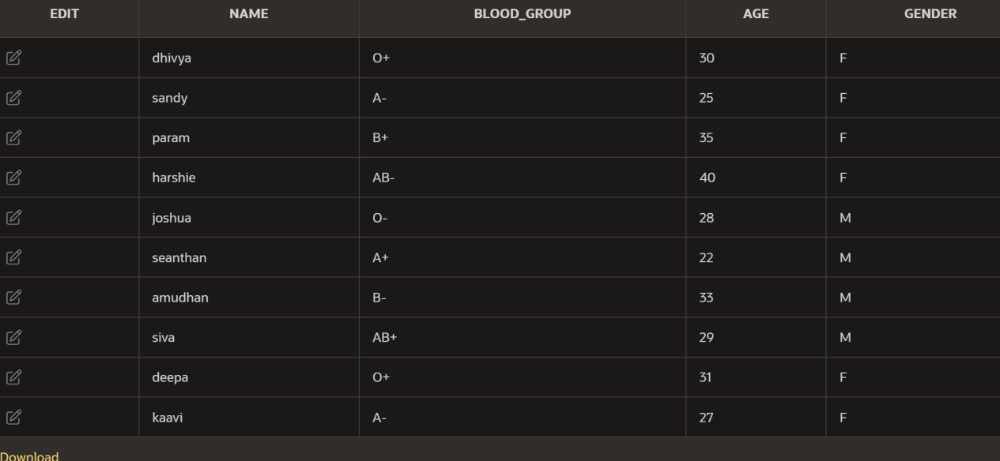 EDIT NAME BLOOD_GROUP AGE GENDER
dhivya O+ 30 F
sandy A- 25 F
param B+ 35 F
harshie AB- 40 F
joshua O- 28 M
seanthan A+ 22 M
amudhan B- 33 M
siva AB+ 29 M
deepa O+ 31 F
kaavi A- 27 F
Download